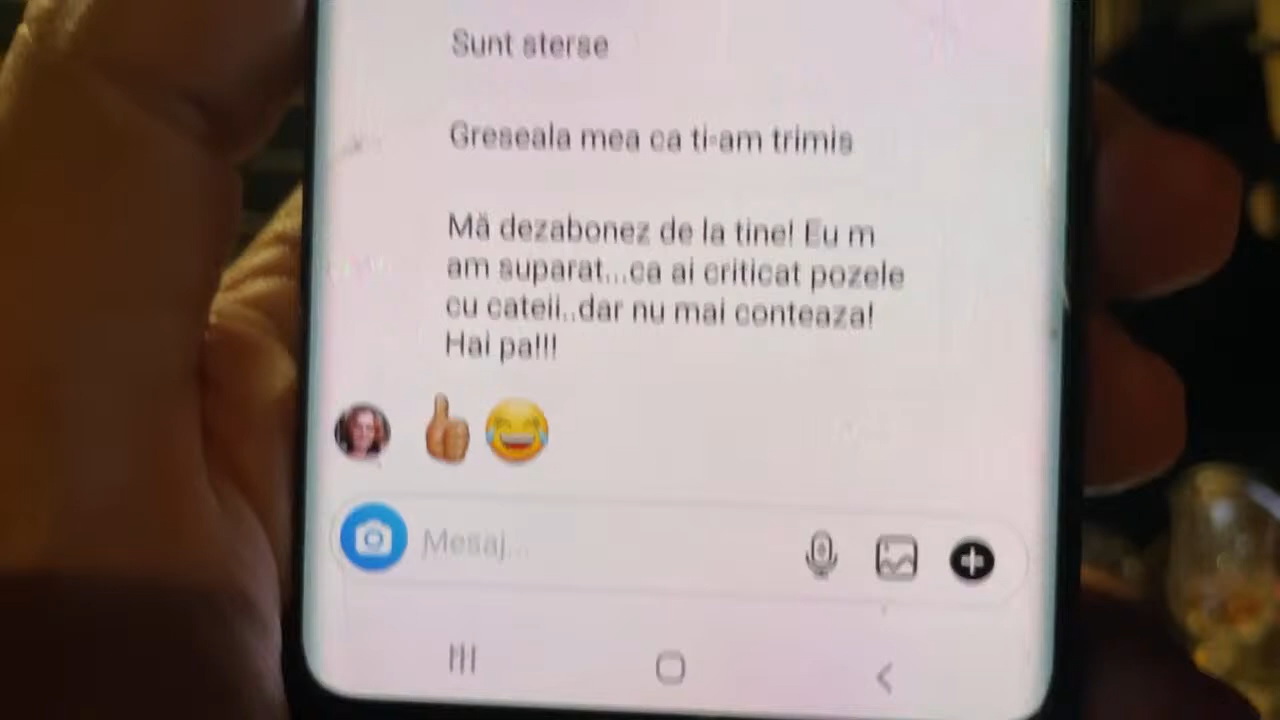 Sunt sterse
Greseala mea ca ti-am trimis
Mă dezabonez de la tine! Eu m
am suparat...ca ai criticat pozele
cu cateii..dar nu mai conteaza!
Hai pa!!!
Mesaj...